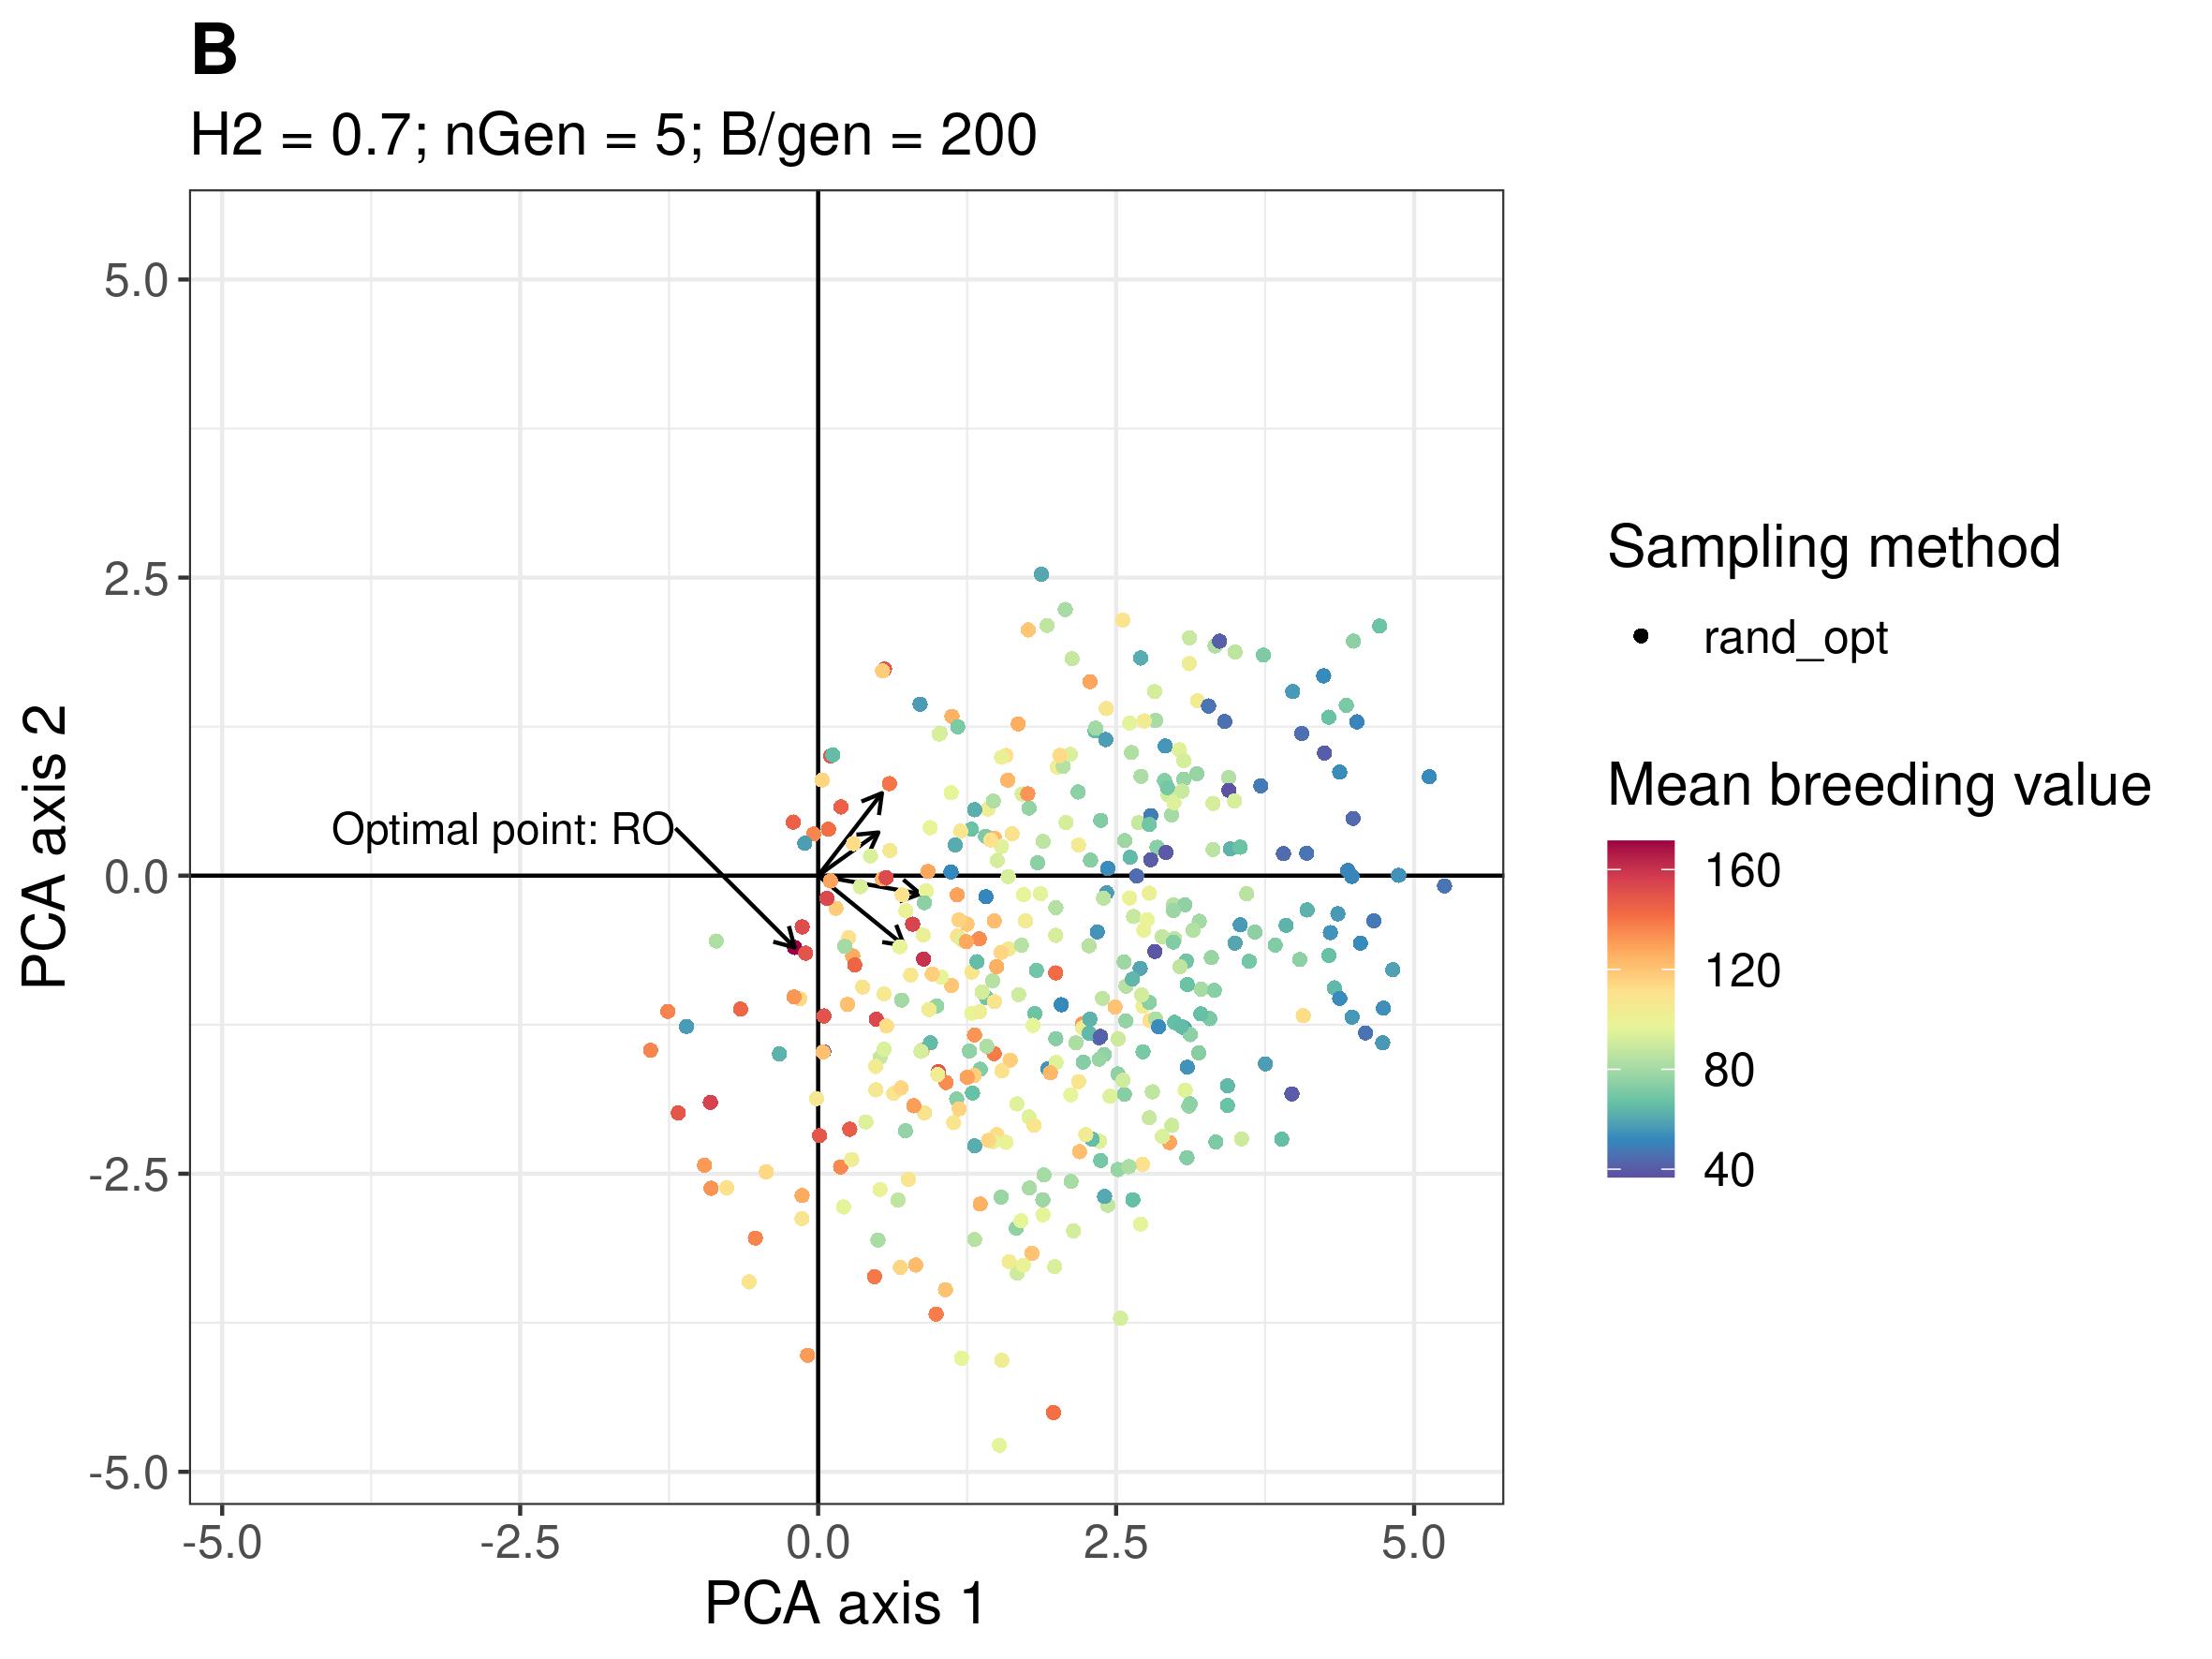 B
H2 = 0.7; nGen = 5; B/gen = 200
5.0
2.5
0.0
-2.5
-5.0
PCA axis 2
Optimal point: RO
-5.0
-2.5
0.0
2.5
5.0
PCA axis 1
Sampling method
rand_opt
Mean breeding value
160
120
80
40